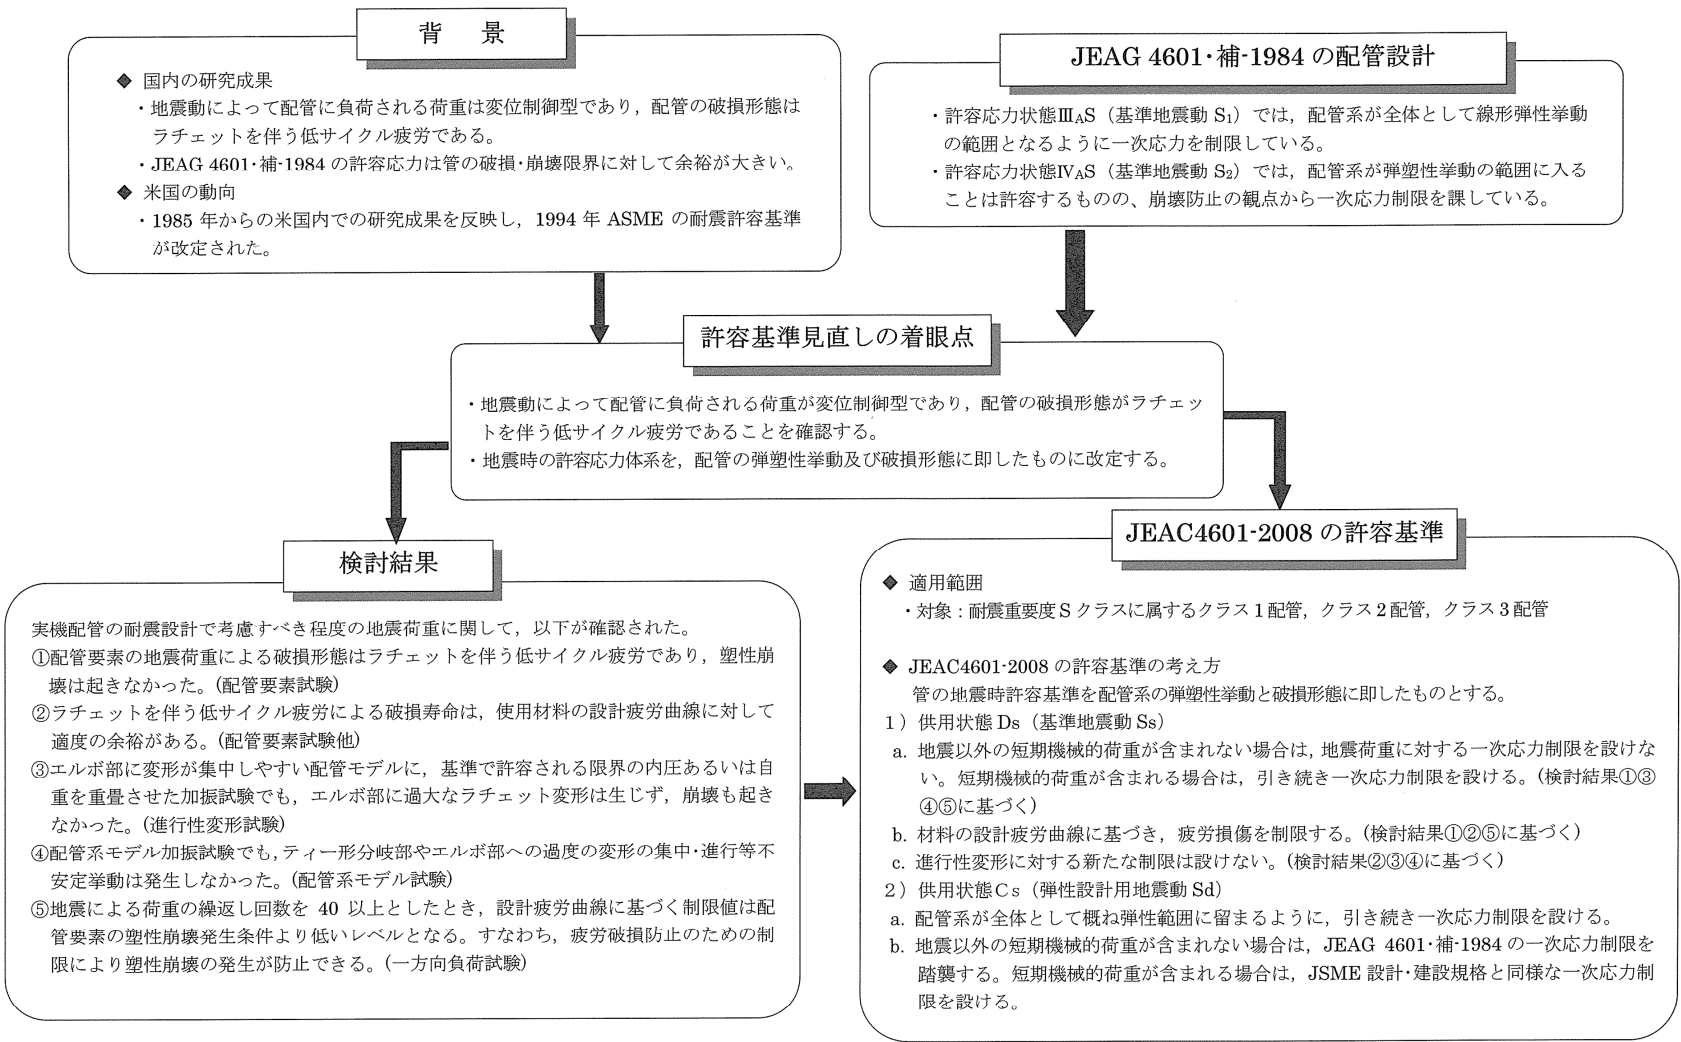 背　景
◆ 国内の研究成果
・地震動によって配管に負荷される荷重は変位制御型であり，配管の破損形態は
ラチェットを伴う低サイクル疲労である。
・JEAG 4601・補-1984 の許容応力は管の破損・崩壊限界に対して余裕が大きい。
◆ 米国の動向
・1985 年からの米国内での研究成果を反映し，1994 年 ASME の耐震許容基準
が改定された。
JEAG 4601・補-1984 の配管設計
・許容応力状態ⅢAS（基準地震動 S1）では，配管系が全体として線形弾性挙動
の範囲となるように一次応力を制限している。
・許容応力状態ⅣAS（基準地震動 S2）では，配管系が弾塑性挙動の範囲に入る
ことは許容するものの、崩壊防止の観点から一次応力制限を課している。
許容基準見直しの着眼点
・地震動によって配管に負荷される荷重が変位制御型であり，配管の破損形態がラチェッ
トを伴う低サイクル疲労であることを確認する。
・地震時の許容応力体系を，配管の弾塑性挙動及び破損形態に即したものに改定する。
検討結果
実機配管の耐震設計で考慮すべき程度の地震荷重に関して，以下が確認された。
①配管要素の地震荷重による破損形態はラチェットを伴う低サイクル疲労であり，塑性崩
壊は起きなかった。(配管要素試験)
②ラチェットを伴う低サイクル疲労による破損寿命は，使用材料の設計疲労曲線に対して
適度の余裕がある。(配管要素試験他)
③エルボ部に変形が集中しやすい配管モデルに，基準で許容される限界の内圧あるいは自
重を重畳させた加振試験でも，エルボ部に過大なラチェット変形は生じず，崩壊も起き
なかった。(進行性変形試験)
④配管系モデル加振試験でも，ティー形分岐部やエルボ部への過度の変形の集中・進行等不
安定挙動は発生しなかった。(配管系モデル試験)
⑤地震による荷重の繰返し回数を 40 以上としたとき，設計疲労曲線に基づく制限値は配
管要素の塑性崩壊発生条件より低いレベルとなる。すなわち，疲労破損防止のための制
限により塑性崩壊の発生が防止できる。(一方向負荷試験)
JEAC4601-2008 の許容基準
◆ 適用範囲
・対象：耐震重要度 S クラスに属するクラス 1 配管，クラス 2 配管，クラス 3 配管
◆ JEAC4601-2008 の許容基準の考え方
管の地震時許容基準を配管系の弾塑性挙動と破損形態に即したものとする。
1）供用状態 Ds（基準地震動 Ss）
a. 地震以外の短期機械的荷重が含まれない場合は，地震荷重に対する一次応力制限を設けな
い。短期機械的荷重が含まれる場合は，引き続き一次応力制限を設ける。(検討結果①③
④⑤に基づく)
b. 材料の設計疲労曲線に基づき，疲労損傷を制限する。(検討結果①②⑤に基づく)
c. 進行性変形に対する新たな制限は設けない。(検討結果②③④に基づく)
2）供用状態Ｃs（弾性設計用地震動 Sd）
a. 配管系が全体として概ね弾性範囲に留まるように，引き続き一次応力制限を設ける。
b. 地震以外の短期機械的荷重が含まれない場合は，JEAG 4601・補-1984 の一次応力制限を
踏襲する。短期機械的荷重が含まれる場合は，JSME 設計・建設規格と同様な一次応力制
限を設ける。